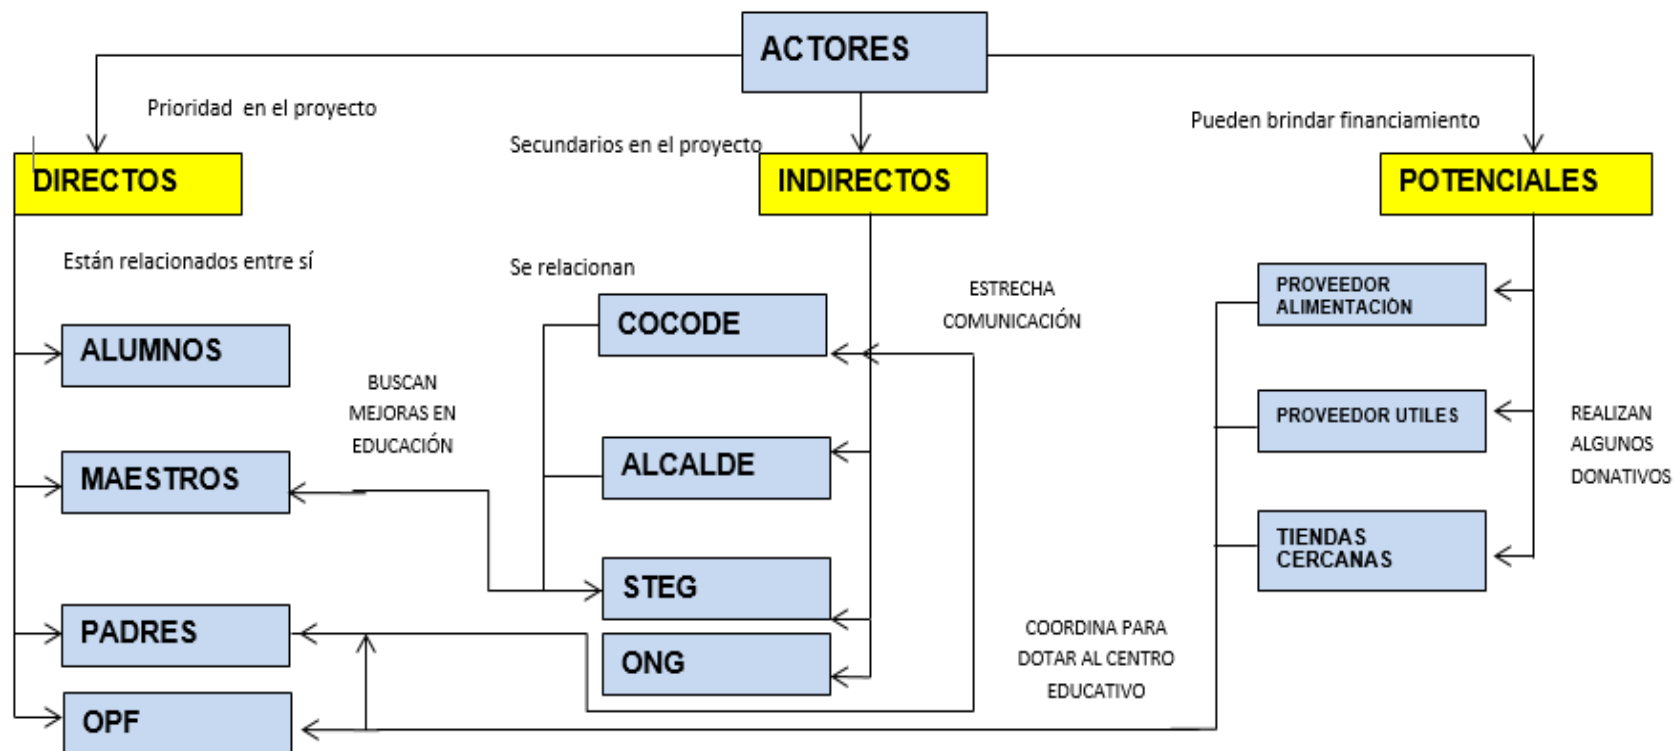 ACTORES
Prioridad en el proyecto
Secundarios en el proyecto
Pueden brindar financiamiento
DIRECTOS
INDIRECTOS
POTENCIALES
Están relacionados entre sí
Se relacionan
ALUMNOS
MAESTROS
PADRES
OPF
BUSCAN
MEJORAS EN
EDUCACIÓN
COCODE
ALCALDE
STEG
ONG
ESTRECHA
COMUNICACIÓN
COORDINA PARA
DOTAR AL CENTRO
EDUCATIVO
PROVEEDOR
ALIMENTACIÓN
PROVEEDOR UTILES
TIENDAS
CERCANAS
REALIZAN
ALGUNOS
DONATIVOS